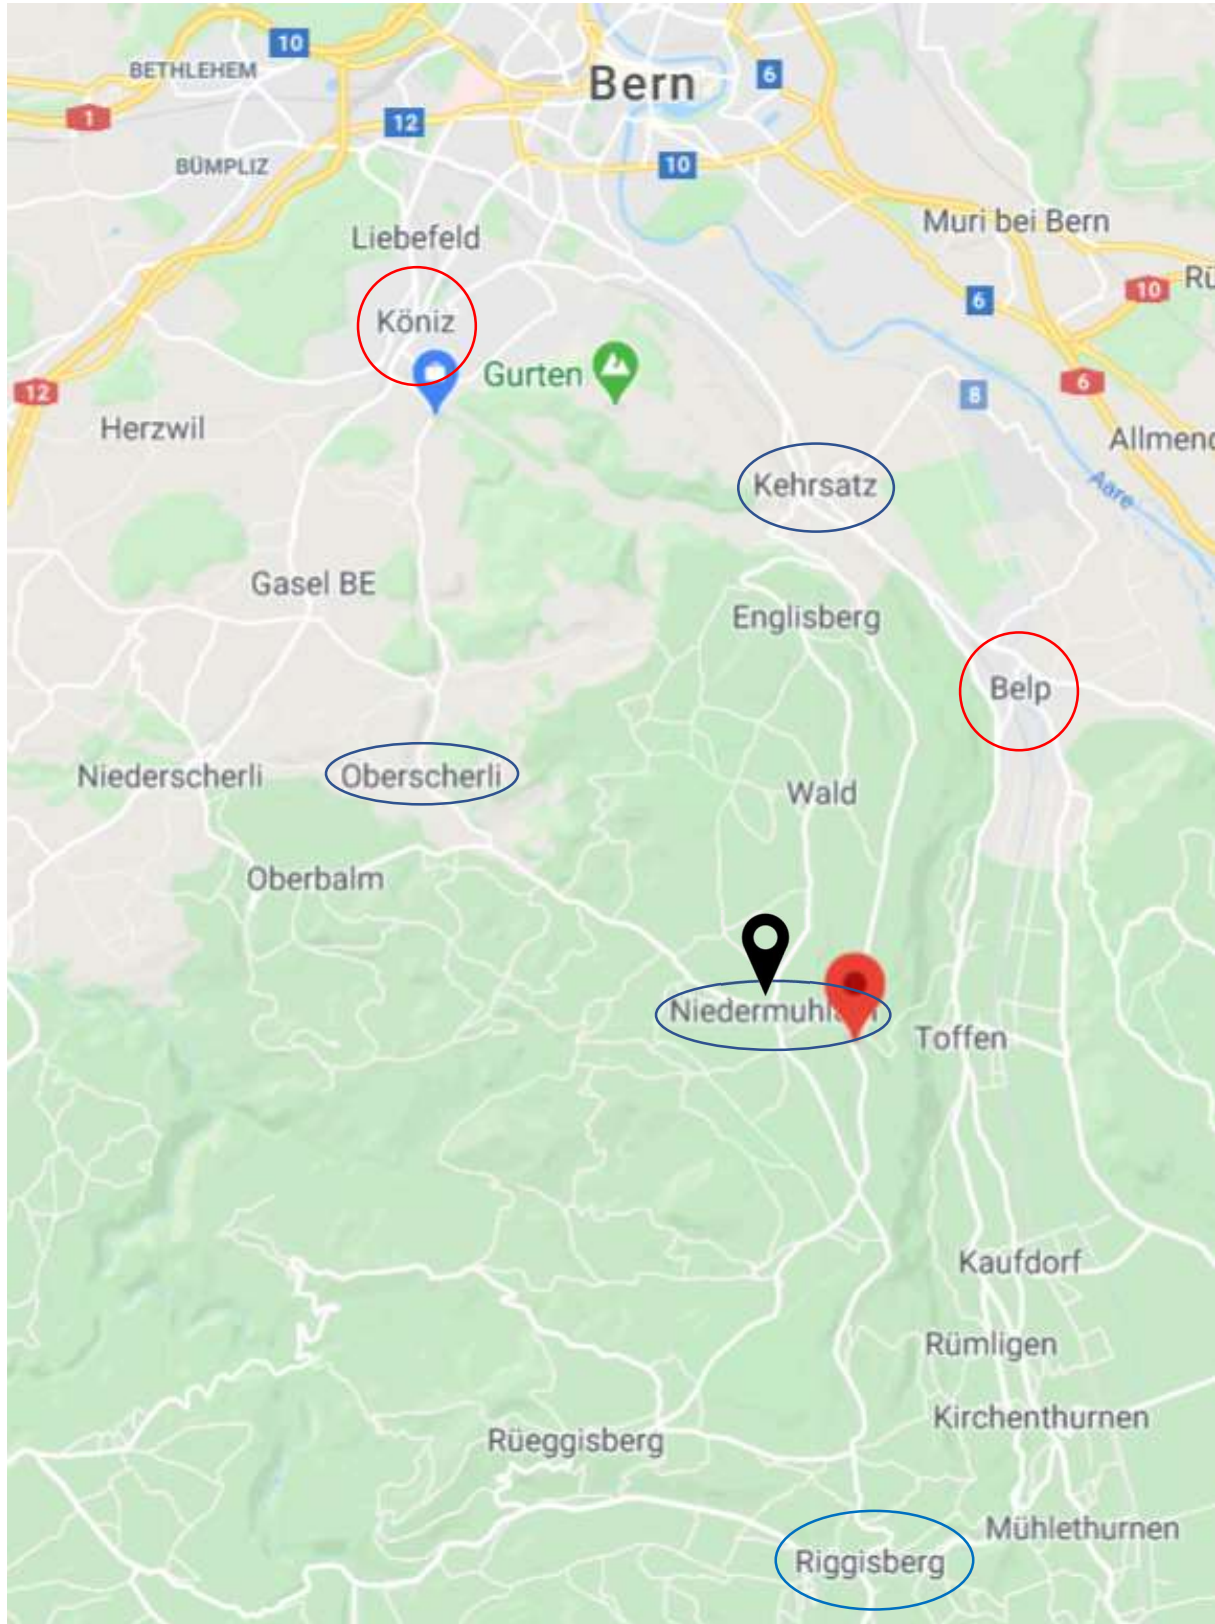 10
BETHLEHEM
Bern
6
1
12
BÜMPLIZ
10
Muri bei Bern
Liebefeld
6
10
RÜ
Köniz
Gurten
12
6
8
Herzwil
Allmend
Kehrsatz
Aare
Gasel BE
Englisberg
Belp
Niederscherli
Oberscherli
Wald
Oberbalm
Niedermuhl
Toffen
Kaufdorf
Rümligen
Kirchenthurnen
Rüeggisberg
Mühlethurnen
Riggisberg